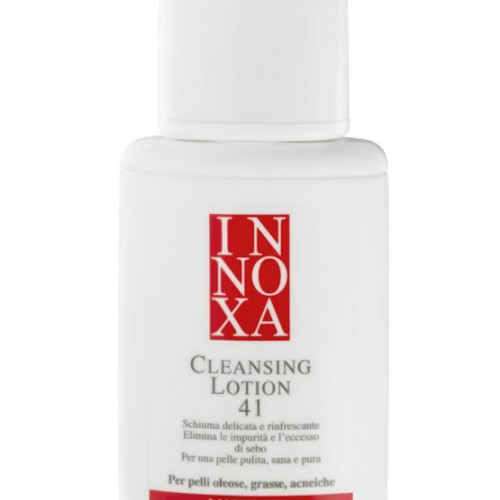 IN
NO
XA
CLEANSING
LOTION
41
Schiuma delicata e rinfrescante
Elimina le impurità e l'eccesso
di sebo
Per una pelle pulita, sana e pura
Per pelli oleose, grasse, acneiche